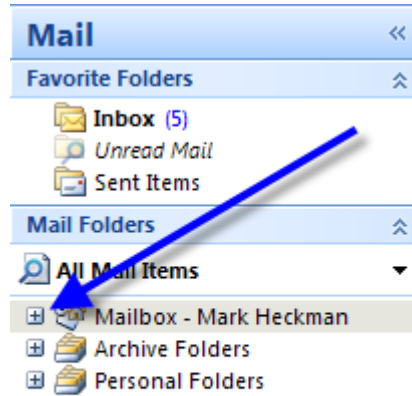 Mail
Favorite Folders
Inbox (5)
Unread Mail
Sent Items
Mail Folders
All Mail Items
Mailbox - Mark Heckman
Archive Folders
Personal Folders